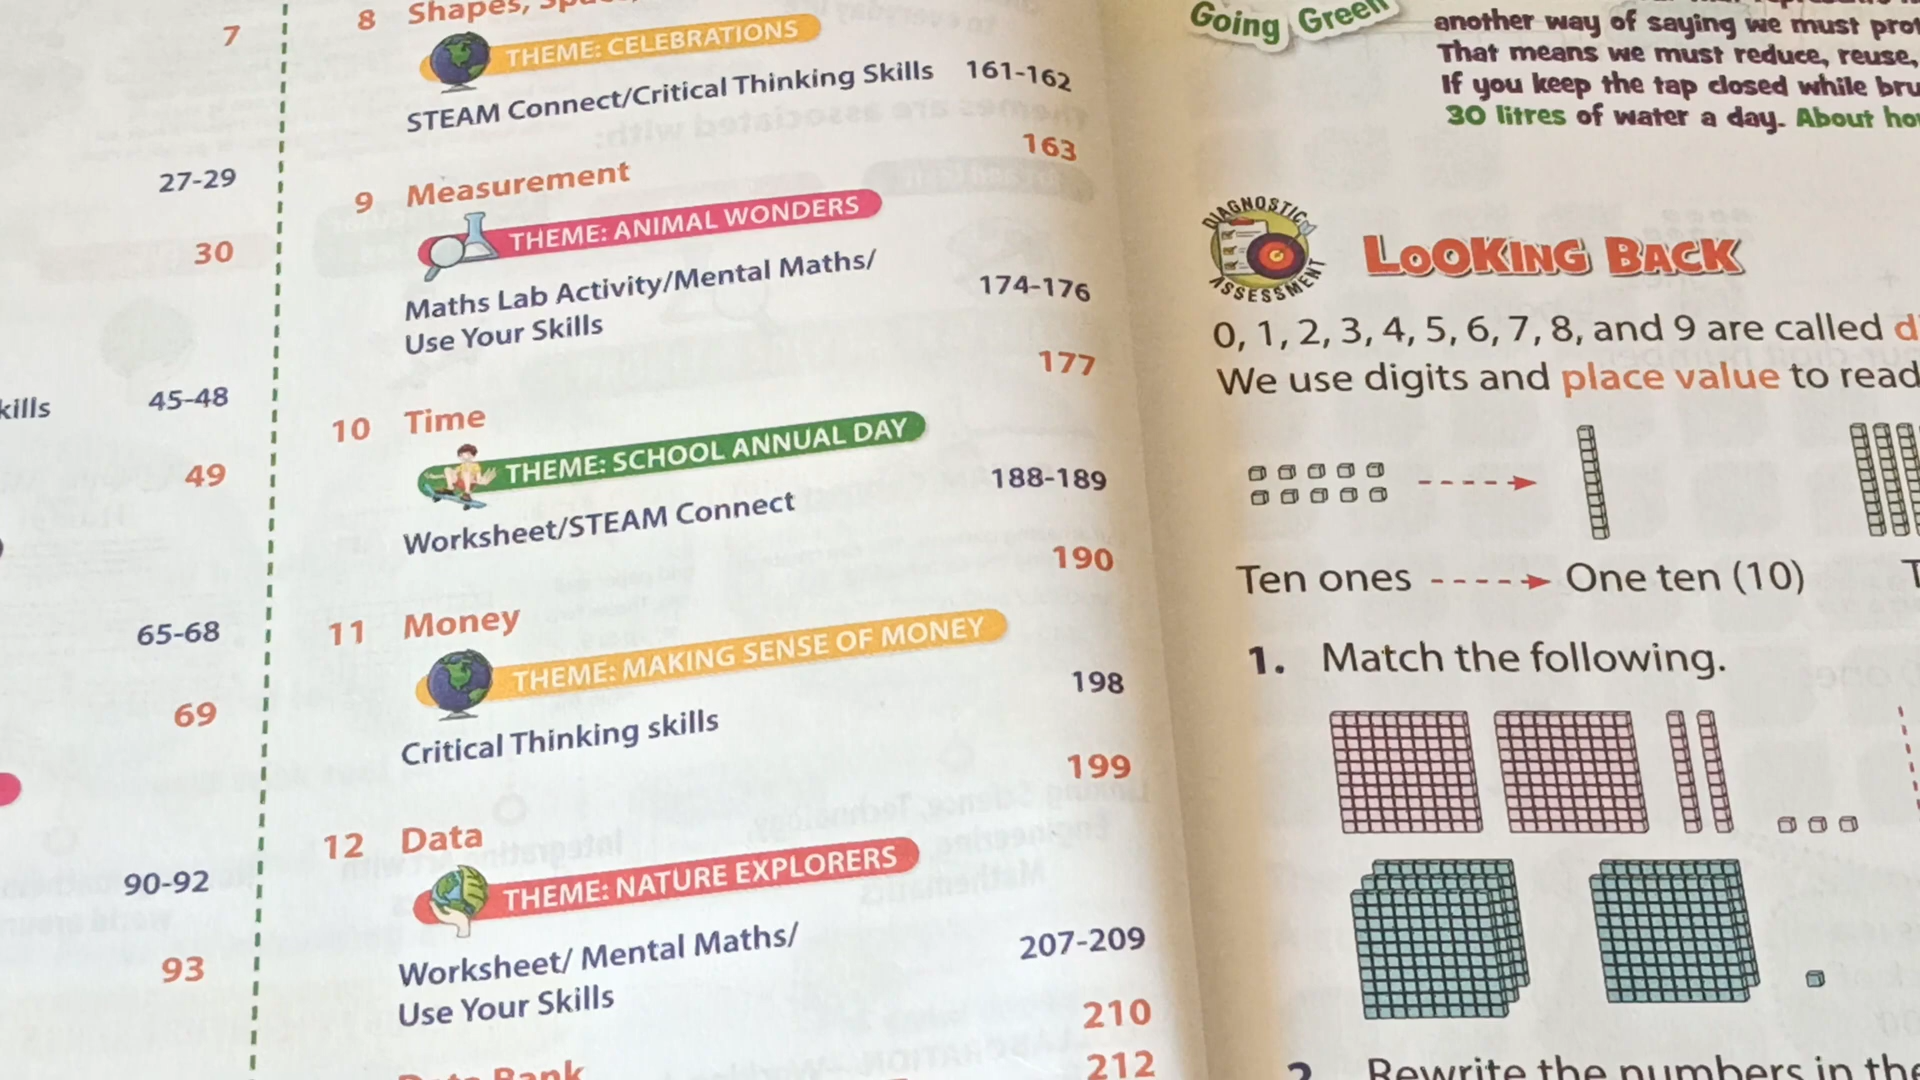 7
27-29
30
45-48
49
65-68
69
90-92
93
8 Shapes,
THEME: CELEBRATIONS
STEAM Connect/Critical Thinking Skills 161-162
9 Measurement 163
THEME: ANIMAL WONDERS
Maths Lab Activity/Mental Maths/ 174-176
Use Your Skills
10 Time 177
THEME: SCHOOL ANNUAL DAY
Worksheet/STEAM Connect 188-189
11 Money 190
THEME: MAKING SENSE OF MONEY
Critical Thinking skills 198
12 Data 199
THEME: NATURE EXPLORERS
Worksheet/ Mental Maths/ 207-209
Use Your Skills
210
212
Going Green
another way of saying we must
That means we must reduce, reuse,
If you keep the tap closed while
30 litres of water a day. About
DIAGNOSTIC ASSESSMENT
LOOKING BACK
0, 1, 2, 3, 4, 5, 6, 7, 8, and 9 are called
We use digits and place value to read
Ten ones One ten (10)
1. Match the following.
Rewrite the numbers in the